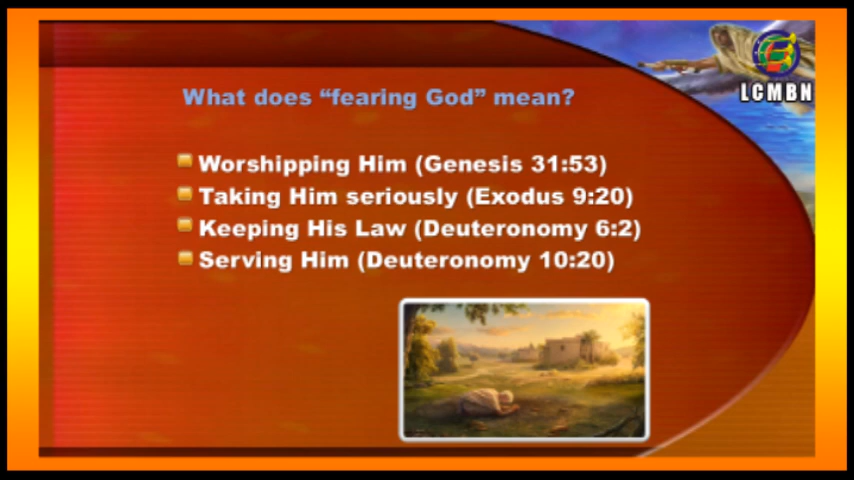 LCMBN
What does “fearing God” mean?
Worshipping Him (Genesis 31:53)
Taking Him seriously (Exodus 9:20)
Keeping His Law (Deuteronomy 6:2)
Serving Him (Deuteronomy 10:20)